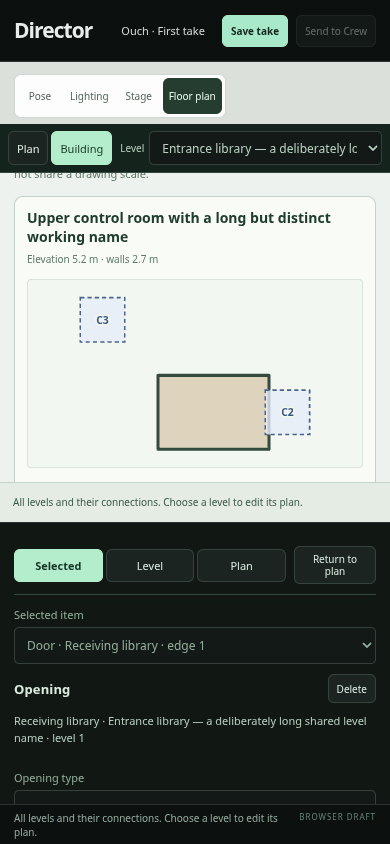 Director
Ouch · First take
Save take
Send to Crew
Pose
Lighting
Stage
Floor plan
Plan
Building
Level
Entrance library — a deliberately lc
not share a drawing scale.
Upper control room with a long but distinct
working name
Elevation 5.2 m · walls 2.7 m
C3
C2
All levels and their connections. Choose a level to edit its plan.
Selected
Level
Plan
Return to
plan
Selected item
Door · Receiving library · edge 1
Opening
Delete
Receiving library · Entrance library — a deliberately long shared level
name · level 1
Opening type
All levels and their connections. Choose a level to edit its
plan.
BROWSER DRAFT